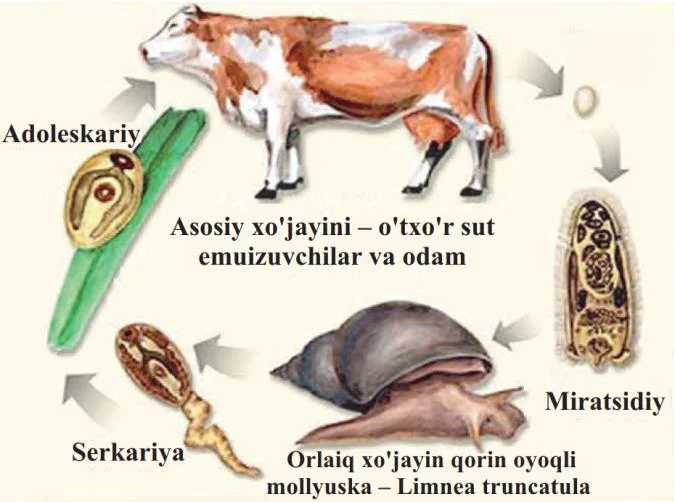 Adoleskariy
Asosiy xo'jayini – o'txo'r sut
emuizuvchilar va odam
Miratsidiy
Serkariya
Orlaiq xo'jayin qorin oyoqli
mollyuska – Limnea truncatula